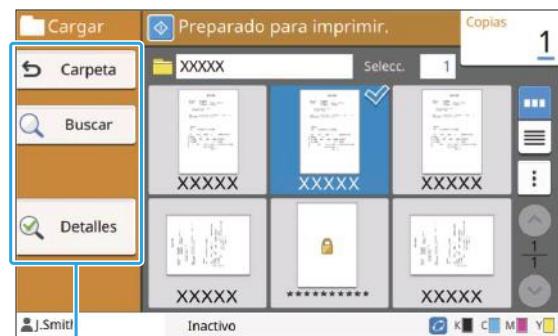 Cargar
Preparado para imprimir.
Copias
1
Carpeta
XXXXX
Selecc.
1
Buscar
XXXXX
XXXXX
XXXXX
Detalles
1
1
XXXXX
**********
XXXXX
J.Smith
Inactivo
K C M Y